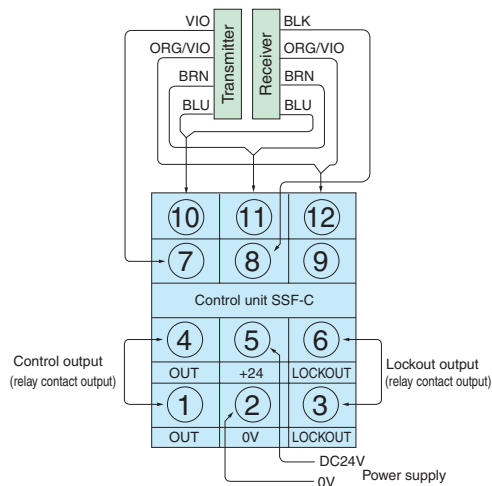 VIO
ORG/VIO
BRN
BLU
Transmitter
Receiver
BLK
ORG/VIO
BRN
BLU
10 11 12
7 8 9
Control unit SSF-C
4 5 6
OUT +24 LOCKOUT
1 2 3
OUT 0V LOCKOUT
Control output
(relay contact output)
Lockout output
(relay contact output)
DC24V
0V
Power supply